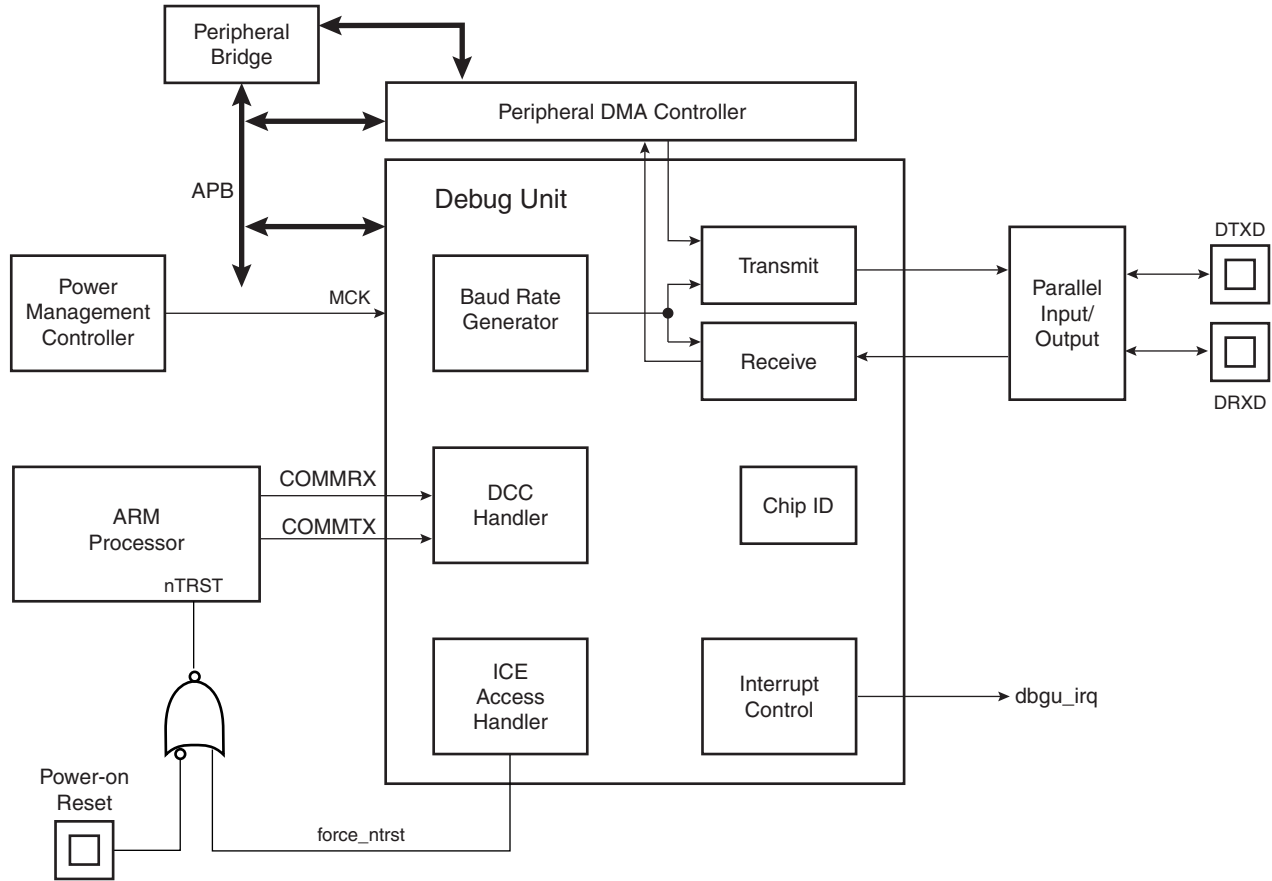 Peripheral
Bridge
Peripheral DMA Controller
APB
Debug Unit
DTXD
Power
Management
Controller
MCK
Baud Rate
Generator
Transmit
Receive
Parallel
Input/
Output
DRXD
ARM
Processor
nTRST
COMMRX
COMMTX
DCC
Handler
Chip ID
ICE
Access
Handler
Interrupt
Control
dbgu_irq
Power-on
Reset
force_ntrst